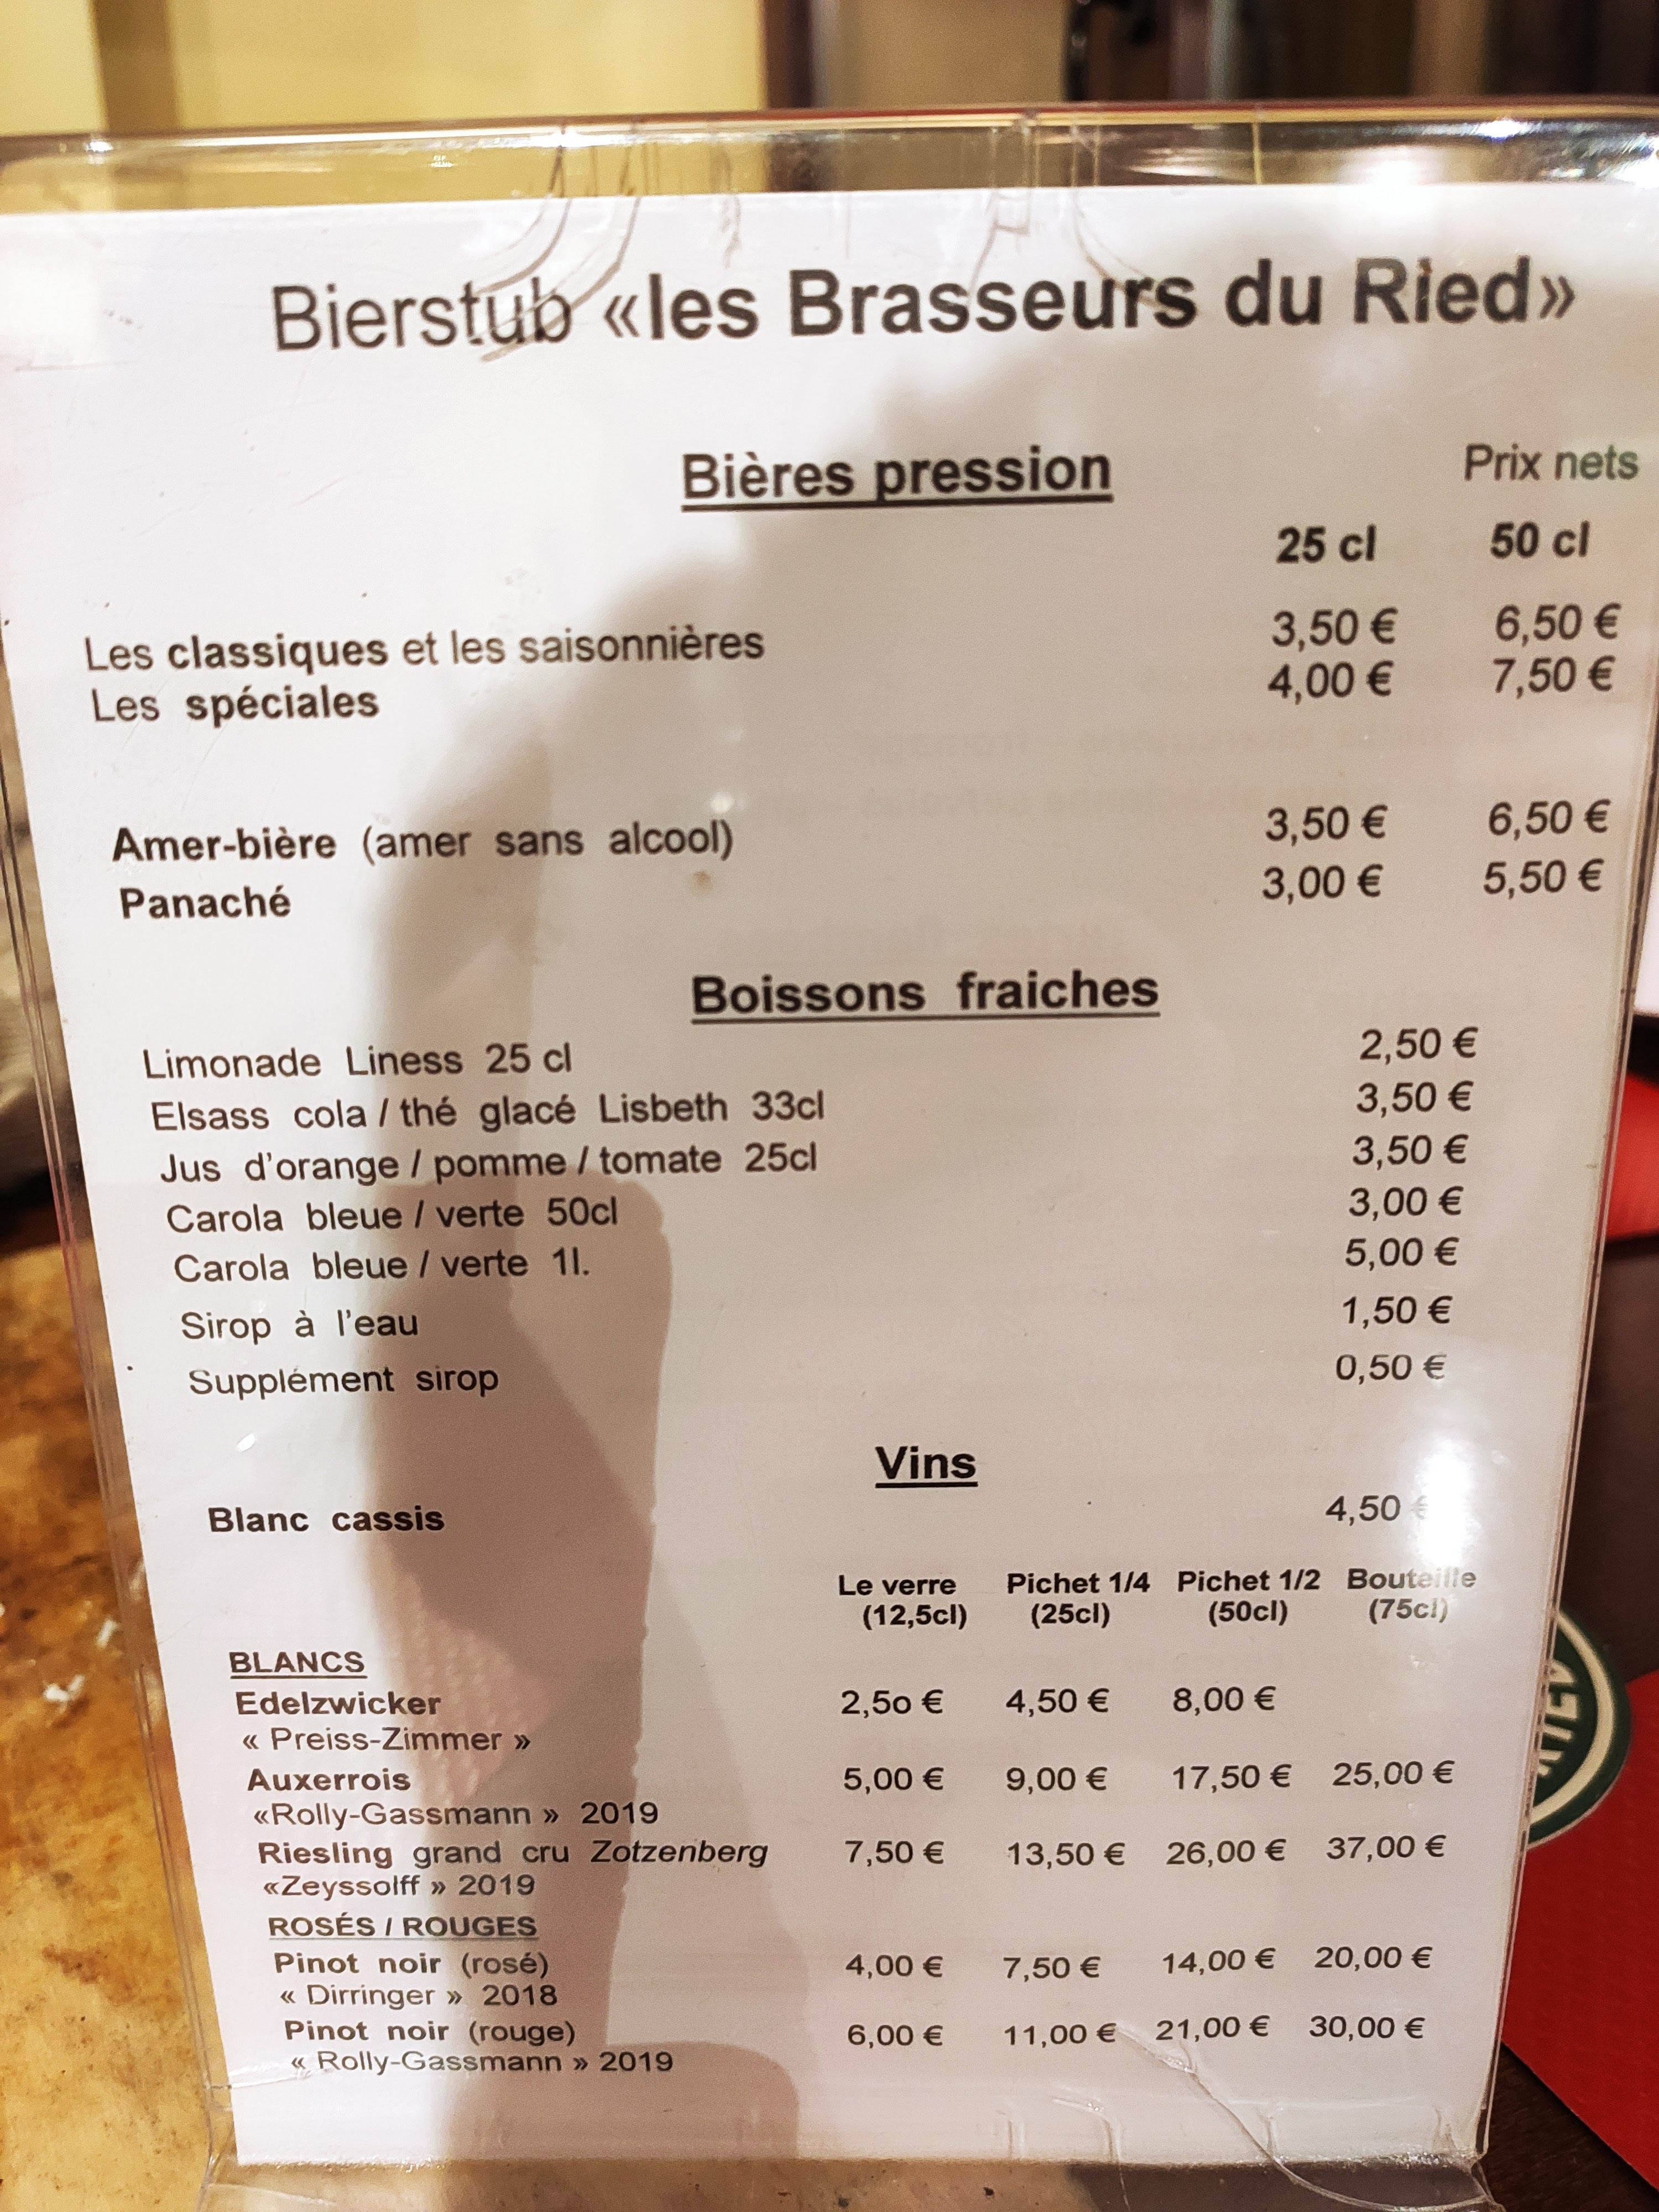 Bierstub «les Brasseurs du Ried»
Bières pression
Prix nets
25 cl 50 cl
Les classiques et les saisonnières 3,50 € 6,50 €
Les spéciales 4,00 € 7,50 €
Amer-bière (amer sans alcool) 3,50 € 6,50 €
Panaché 3,00 € 5,50 €
Boissons fraiches
Limonade Liness 25 cl 2,50 €
Elsass cola / thé glacé Lisbeth 33cl 3,50 €
Jus d'orange / pomme / tomate 25cl 3,50 €
Carola bleue / verte 50cl 3,00 €
Carola bleue / verte 1l. 5,00 €
Sirop à l'eau 1,50 €
Supplément sirop 0,50 €
Vins
Blanc cassis 4,50 €
Le verre Pichet 1/4 Pichet 1/2 Bouteille
(12,5cl) (25cl) (50cl) (75cl)
BLANCS
Edelzwicker 2,5o € 4,50 € 8,00 €
« Preiss-Zimmer »
Auxerrois 5,00 € 9,00 € 17,50 € 25,00 €
«Rolly-Gassmann » 2019
Riesling grand cru Zotzenberg 7,50 € 13,50 € 26,00 € 37,00 €
«Zeyssolff » 2019
ROSÉS / ROUGES
Pinot noir (rosé) 4,00 € 7,50 € 14,00 € 20,00 €
« Dirringer » 2018
Pinot noir (rouge) 6,00 € 11,00 € 21,00 € 30,00 €
« Rolly-Gassmann » 2019